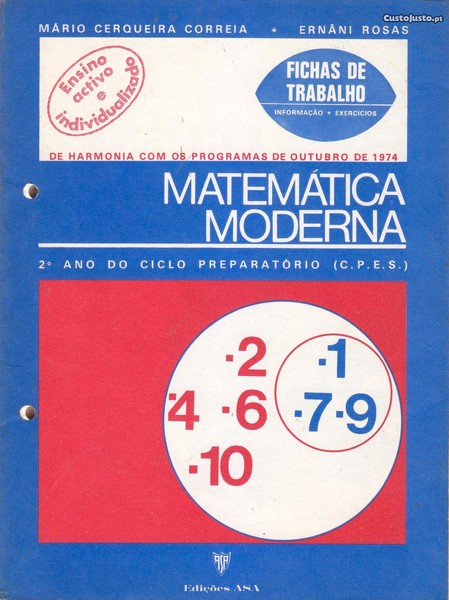 CustoJusto.pt
MÁRIO CERQUEIRA CORREIA * ERNÂNI ROSAS
Ensino
activo
e
individualizado
FICHAS DE
TRABALHO
INFORMAÇÃO • EXERCÍCIOS
DE HARMONIA COM OS PROGRAMAS DE OUTUBRO DE 1974
MATEMÁTICA
MODERNA
2º ANO DO CICLO PREPARATÓRIO (C.P.E.S.)
·2 ·1
·4 ·6 ·7 ·9
·10
ASA
Edições ASA